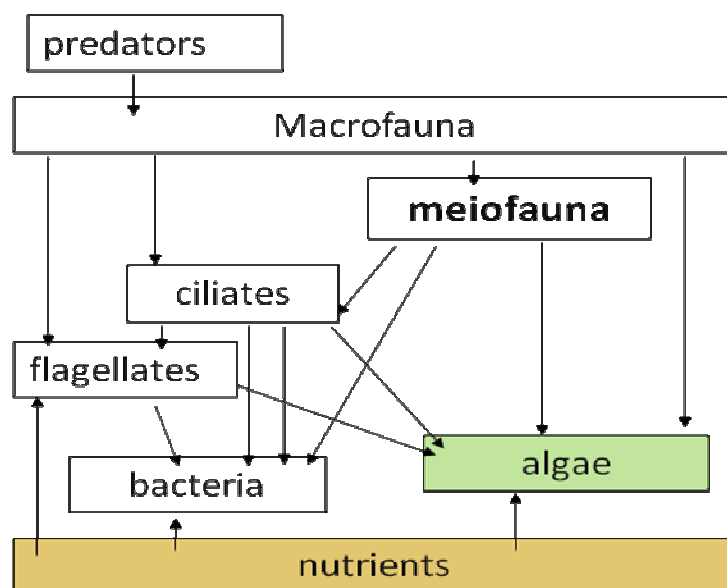 predators
Macrofauna
meiofauna
ciliates
flagellates
algae
bacteria
nutrients